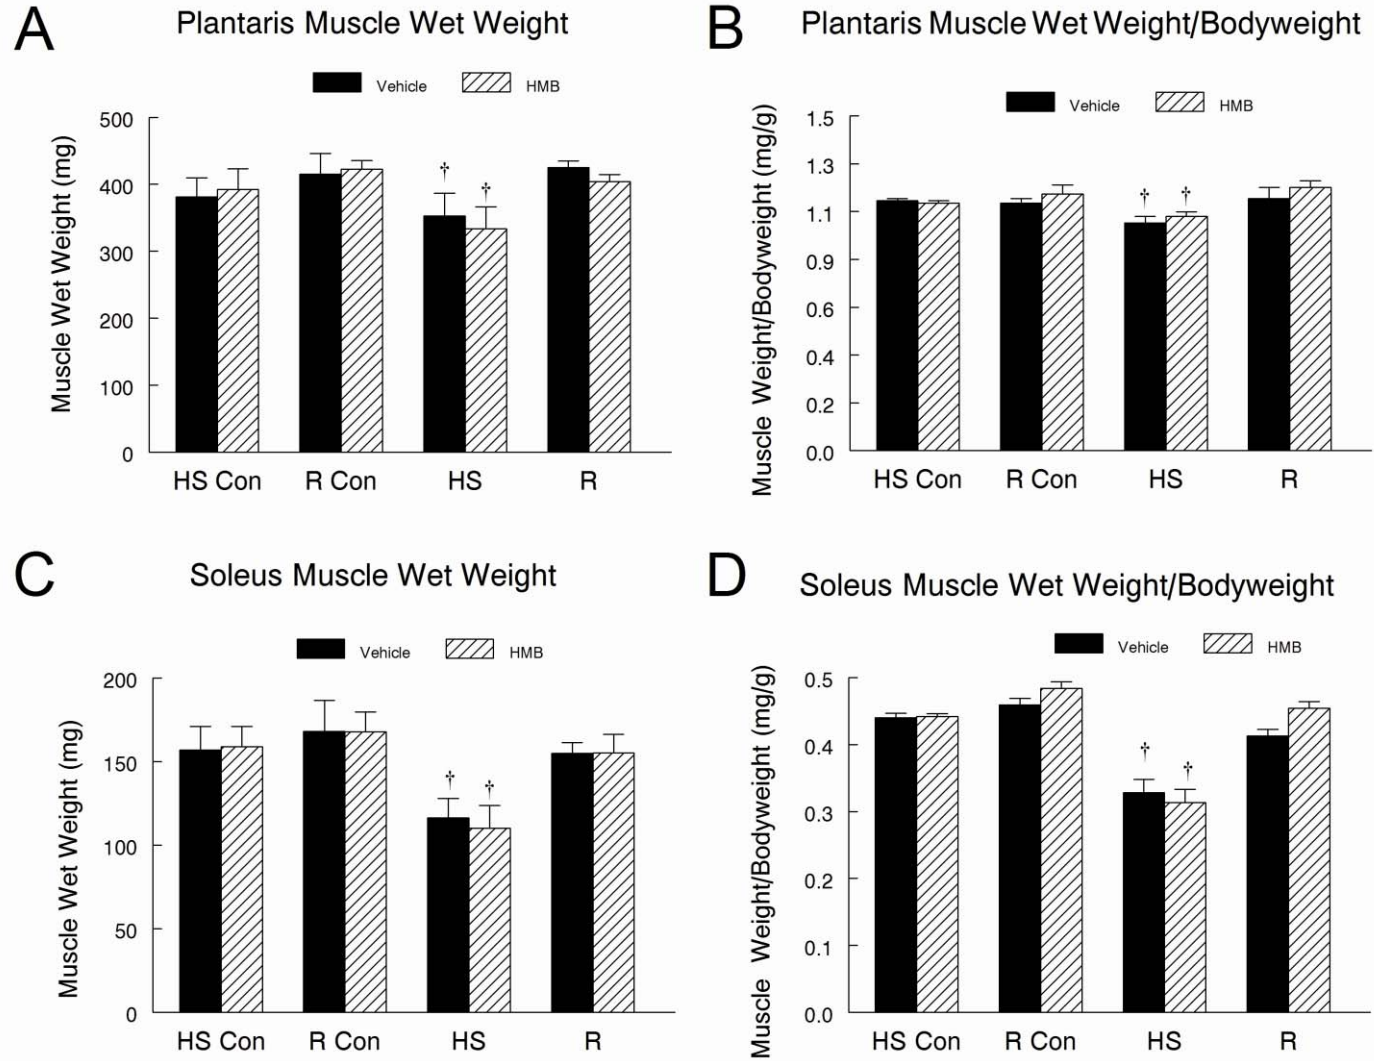 A
Plantaris Muscle Wet Weight
Vehicle
HMB
Muscle Wet Weight (mg)
500
400
300
200
100
0
†
†
HS Con
R Con
HS
R
B
Plantaris Muscle Wet Weight/Bodyweight
Vehicle
HMB
Muscle Weight/Bodyweight (mg/g)
1.5
1.3
1.1
0.9
0.6
0.4
0.2
0.0
†
†
HS Con
R Con
HS
R
C
Soleus Muscle Wet Weight
Vehicle
HMB
Muscle Wet Weight (mg)
200
150
100
50
0
†
†
HS Con
R Con
HS
R
D
Soleus Muscle Wet Weight/Bodyweight
Vehicle
HMB
Muscle Weight/Bodyweight (mg/g)
0.5
0.4
0.3
0.2
0.1
0.0
†
†
HS Con
R Con
HS
R